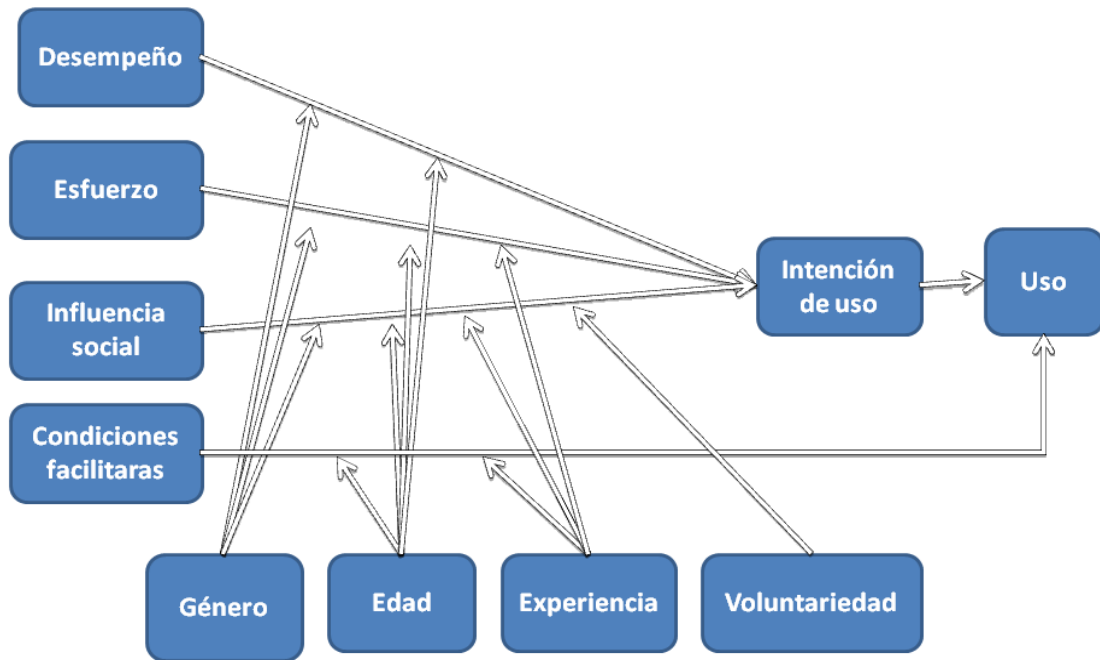 Desempeño
Esfuerzo
Influencia
social
Condiciones
facilitaras
Intención
de uso
Uso
Género
Edad
Experiencia
Voluntariedad